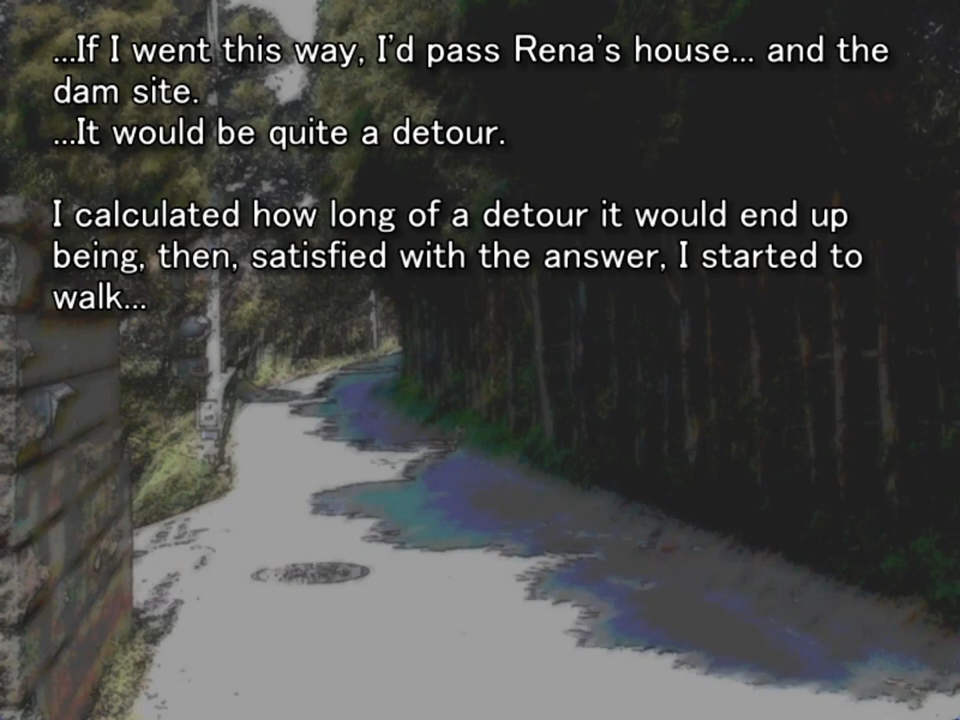 ...If I went this way, I'd pass Rena's house... and the
dam site.
...It would be quite a detour.
I calculated how long of a detour it would end up
being, then, satisfied with the answer, I started to
walk...